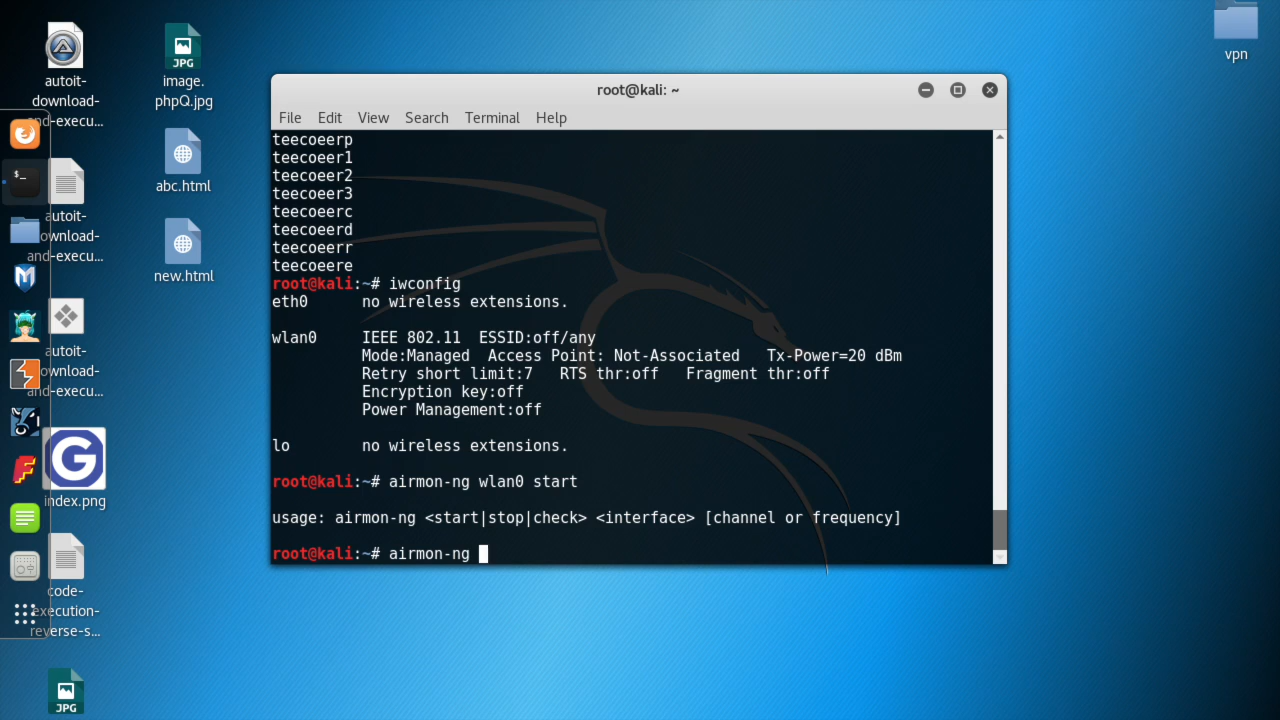 autoit-
download-
and-execu...
autoit-
download-
and-execu...
autoit-
download-
and-execu...
G
index.png
code-
execution-
reverse-s...
JPG
JPG
image.
phpQ.jpg
abc.html
new.html
vpn
root@kali: ~
File Edit View Search Terminal Help
teecoeerp
teecoeer1
teecoeer2
teecoeer3
teecoeerc
teecoeerd
teecoeerr
teecoeere
root@kali:~# iwconfig
eth0      no wireless extensions.
wlan0     IEEE 802.11  ESSID:off/any
          Mode:Managed  Access Point: Not-Associated   Tx-Power=20 dBm
          Retry short limit:7   RTS thr:off   Fragment thr:off
          Encryption key:off
          Power Management:off
lo        no wireless extensions.
root@kali:~# airmon-ng wlan0 start
usage: airmon-ng <start|stop|check> <interface> [channel or frequency]
root@kali:~# airmon-ng